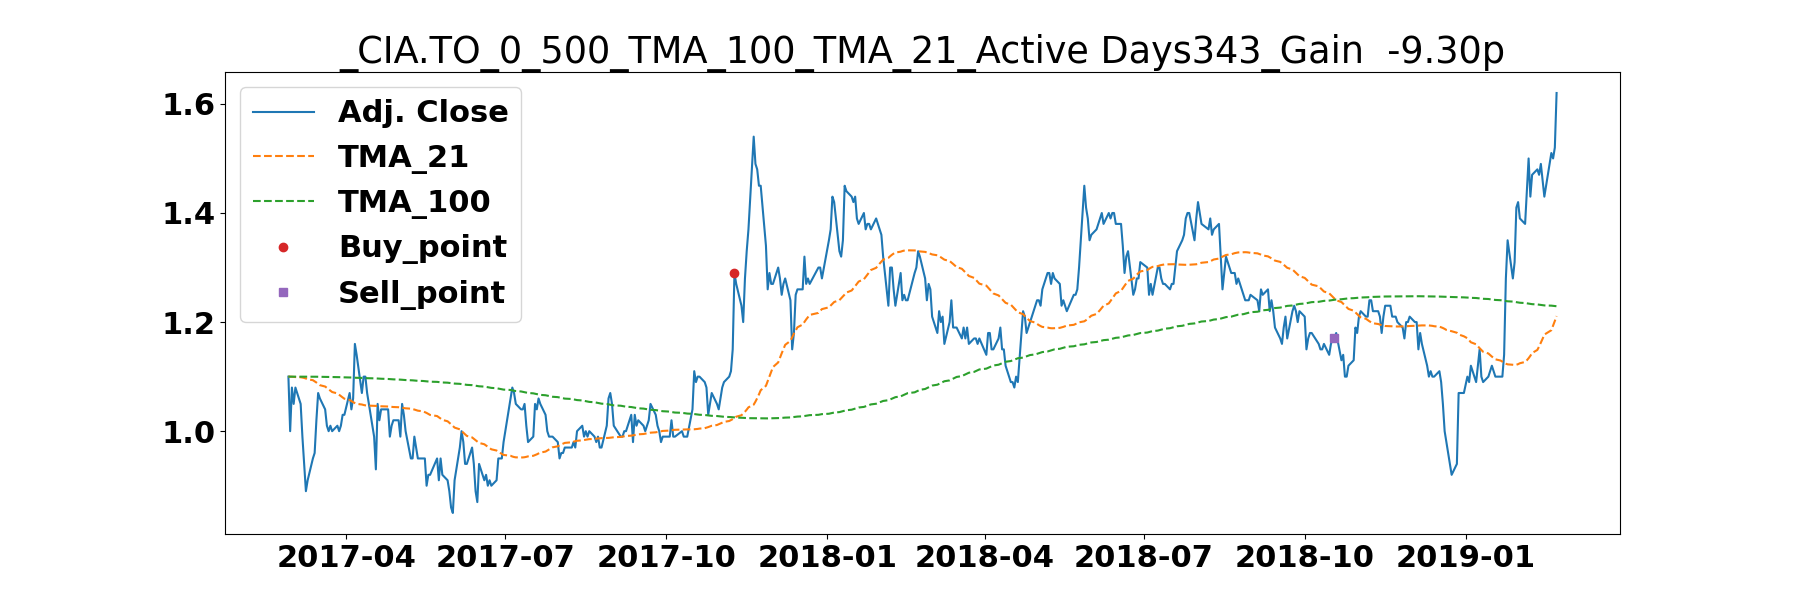 _CIA.TO_0_500_TMA_100_TMA_21_Active Days343_Gain  -9.30p
1.6
1.4
1.2
1.0
Adj. Close
TMA_21
TMA_100
Buy_point
Sell_point
2017-04 2017-07 2017-10 2018-01 2018-04 2018-07 2018-10 2019-01